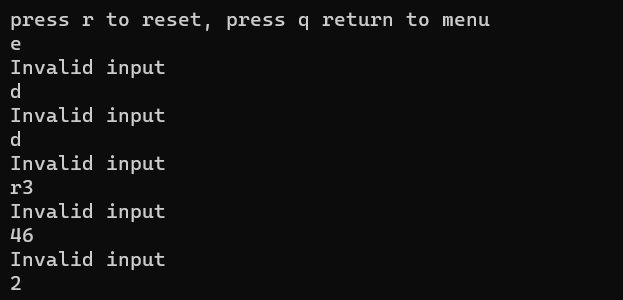 press r to reset, press q return to menu
e
Invalid input
d
Invalid input
d
Invalid input
r3
Invalid input
46
Invalid input
2